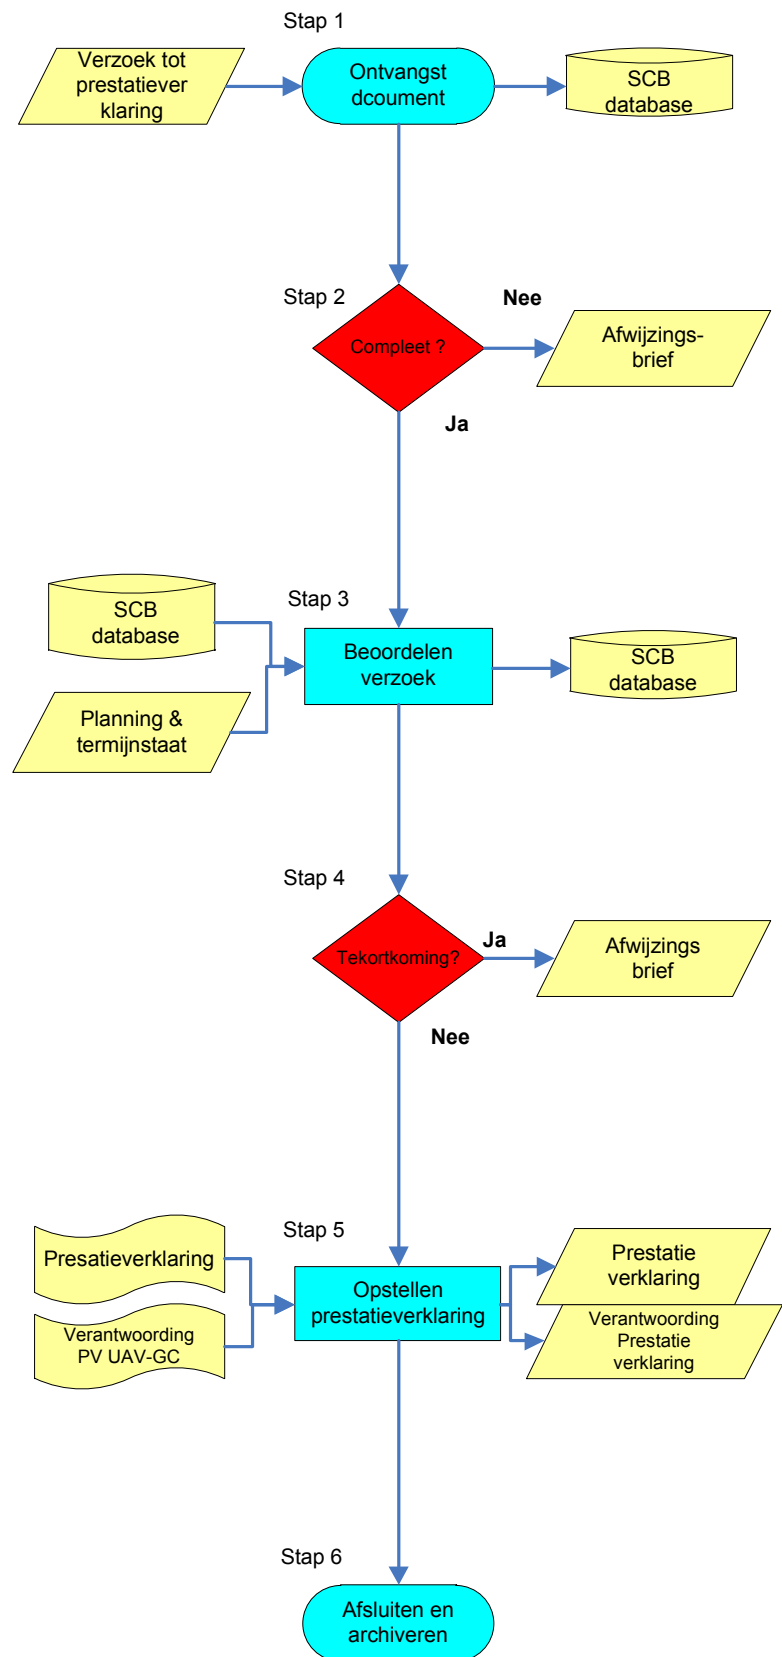 Stap 1
Verzoek tot
prestatiever
klaring
Ontvangst
dcoument
SCB
database
Stap 2
Compleet ?
Nee
Afwijzings-
brief
Ja
SCB
database
Planning &
termijnstaat
Stap 3
Beoordelen
verzoek
SCB
database
Stap 4
Tekortkoming?
Ja
Afwijzings
brief
Nee
Presatieverklaring
Verantwoording
PV UAV-GC
Stap 5
Opstellen
prestatieverklaring
Prestatie
verklaring
Verantwoording
Prestatie
verklaring
Stap 6
Afsluiten en
archiveren